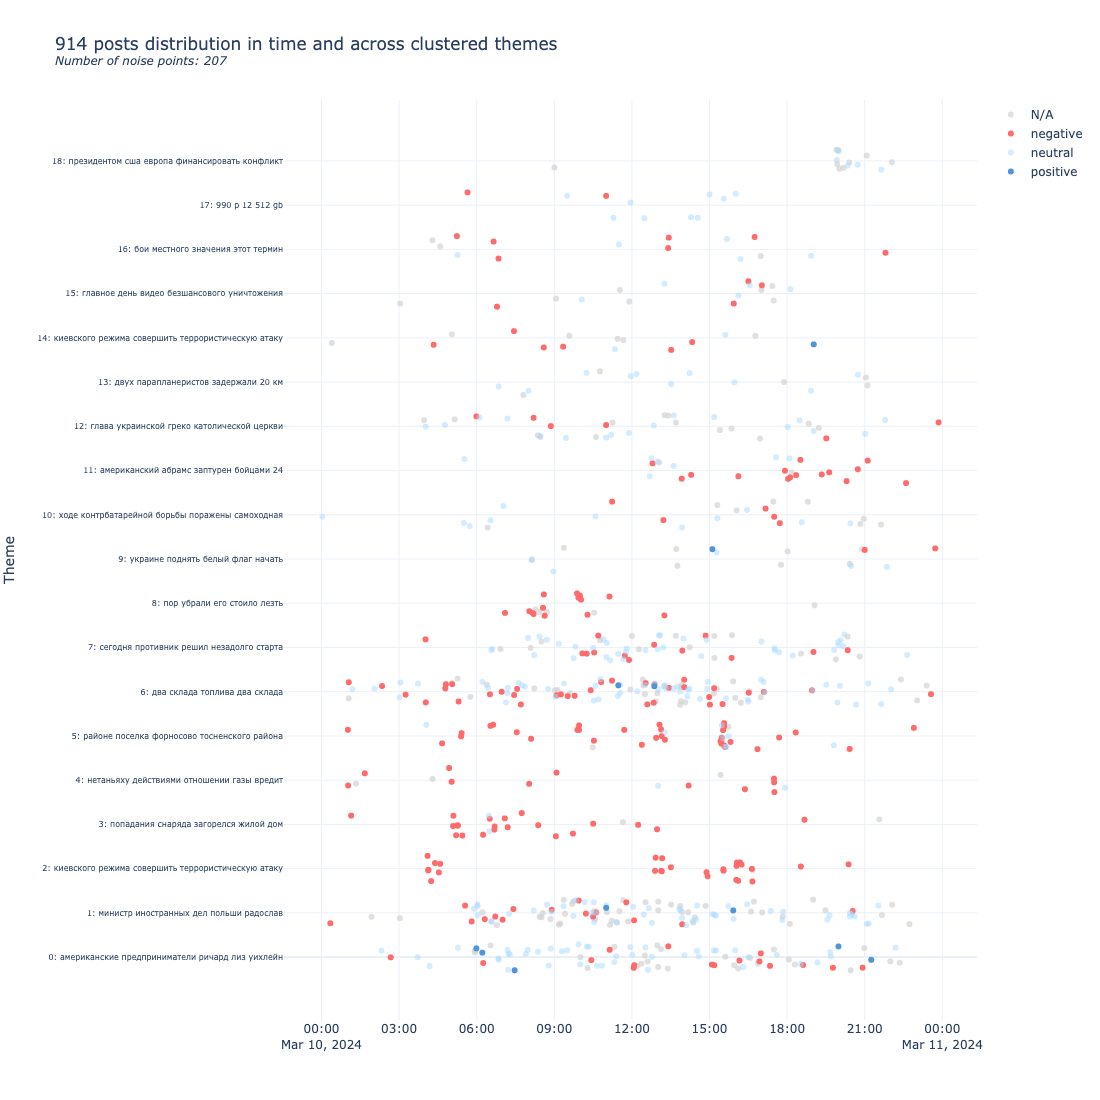 914 posts distribution in time and across clustered themes
Number of noise points: 207
N/A
negative
neutral
positive
18: президентом сша европа финансировать конфликт
17: 990 р 12 512 gb
16: бои местного значения этот термин
15: главное день видео безшансового уничтожения
14: киевского режима совершить террористическую атаку
13: двух парапланеристов задержали 20 км
12: глава украинской греко католической церкви
11: американский абрамс заптурен бойцами 24
10: ходе контрбатарейной борьбы поражены самоходная
9: украине поднять белый флаг начать
8: пор убрали его стоило лезть
7: сегодня противник решил незадолго старта
6: два склада топлива два склада
5: районе поселка форносово тосненского района
4: нетаньяху действиями отношении газы вредит
3: попадания снаряда загорелся жилой дом
2: киевского режима совершить террористическую атаку
1: министр иностранных дел польши радослав
0: американские предприниматели ричард лиз уихлейн
Theme
00:00 03:00 06:00 09:00 12:00 15:00 18:00 21:00 00:00
Mar 10, 2024 Mar 11, 2024